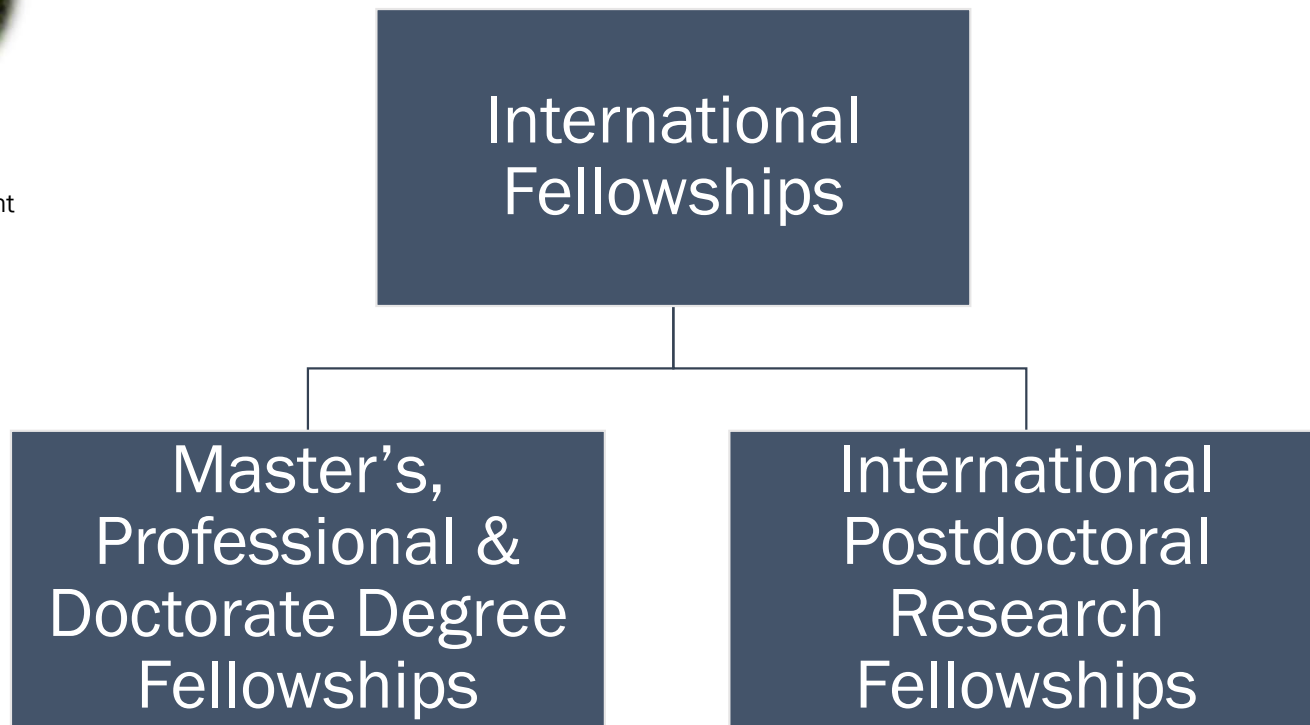 International
Fellowships
Master’s,
Professional &
Doctorate Degree
Fellowships
International
Postdoctoral
Research
Fellowships